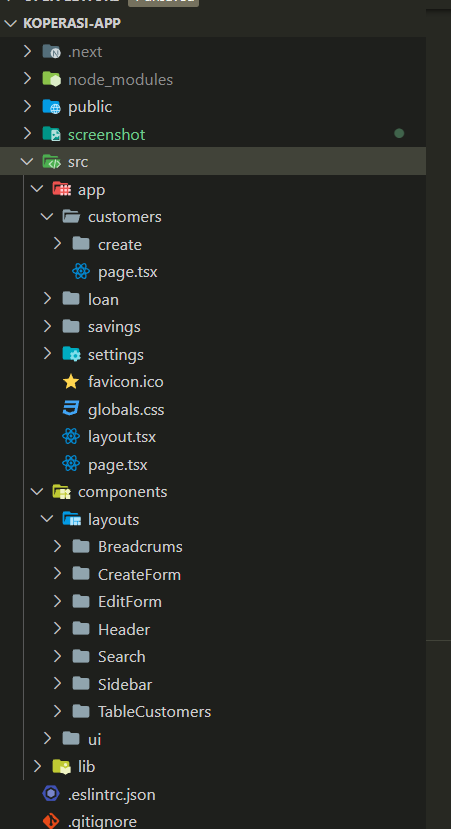 KOPERASI-APP
.next
node_modules
public
screenshot
src
app
customers
create
page.tsx
loan
savings
settings
favicon.ico
globals.css
layout.tsx
page.tsx
components
layouts
Breadcrums
CreateForm
EditForm
Header
Search
Sidebar
TableCustomers
ui
lib
.eslintrc.json
.gitignore